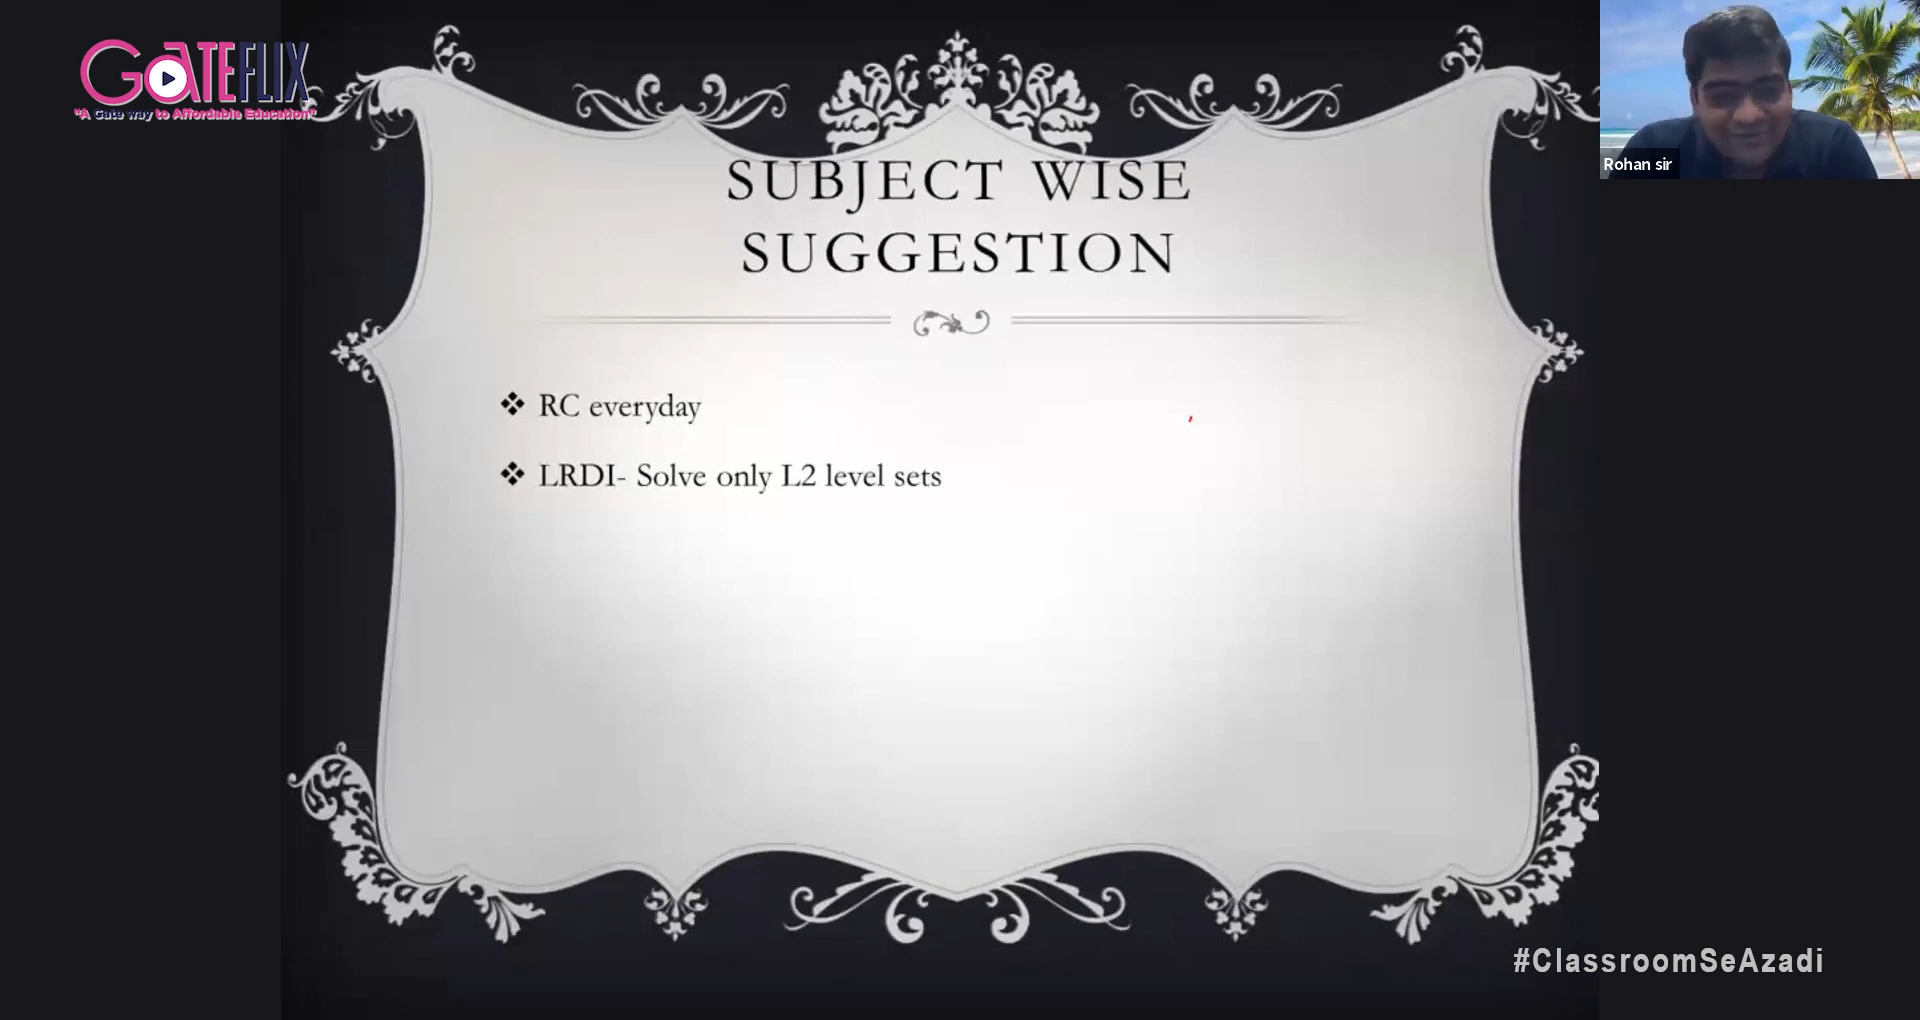 GATEFLIX
"A Gate way to Affordable Education"
Rohan sir
SUBJECT WISE
SUGGESTION
❖ RC everyday
❖ LRDI- Solve only L2 level sets
#ClassroomSeAzadi